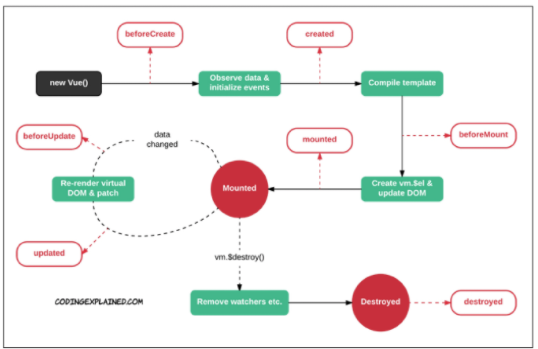 beforeCreate
created
new Vue()
Observe data &
initialize events
Compile template
beforeUpdate
data
changed
mounted
beforeMount
Re-render virtual
DOM & patch
Mounted
Create vm.$el &
update DOM
updated
vm.$destroy()
CODINGEXPLAINED.COM
Remove watchers etc.
Destroyed
destroyed